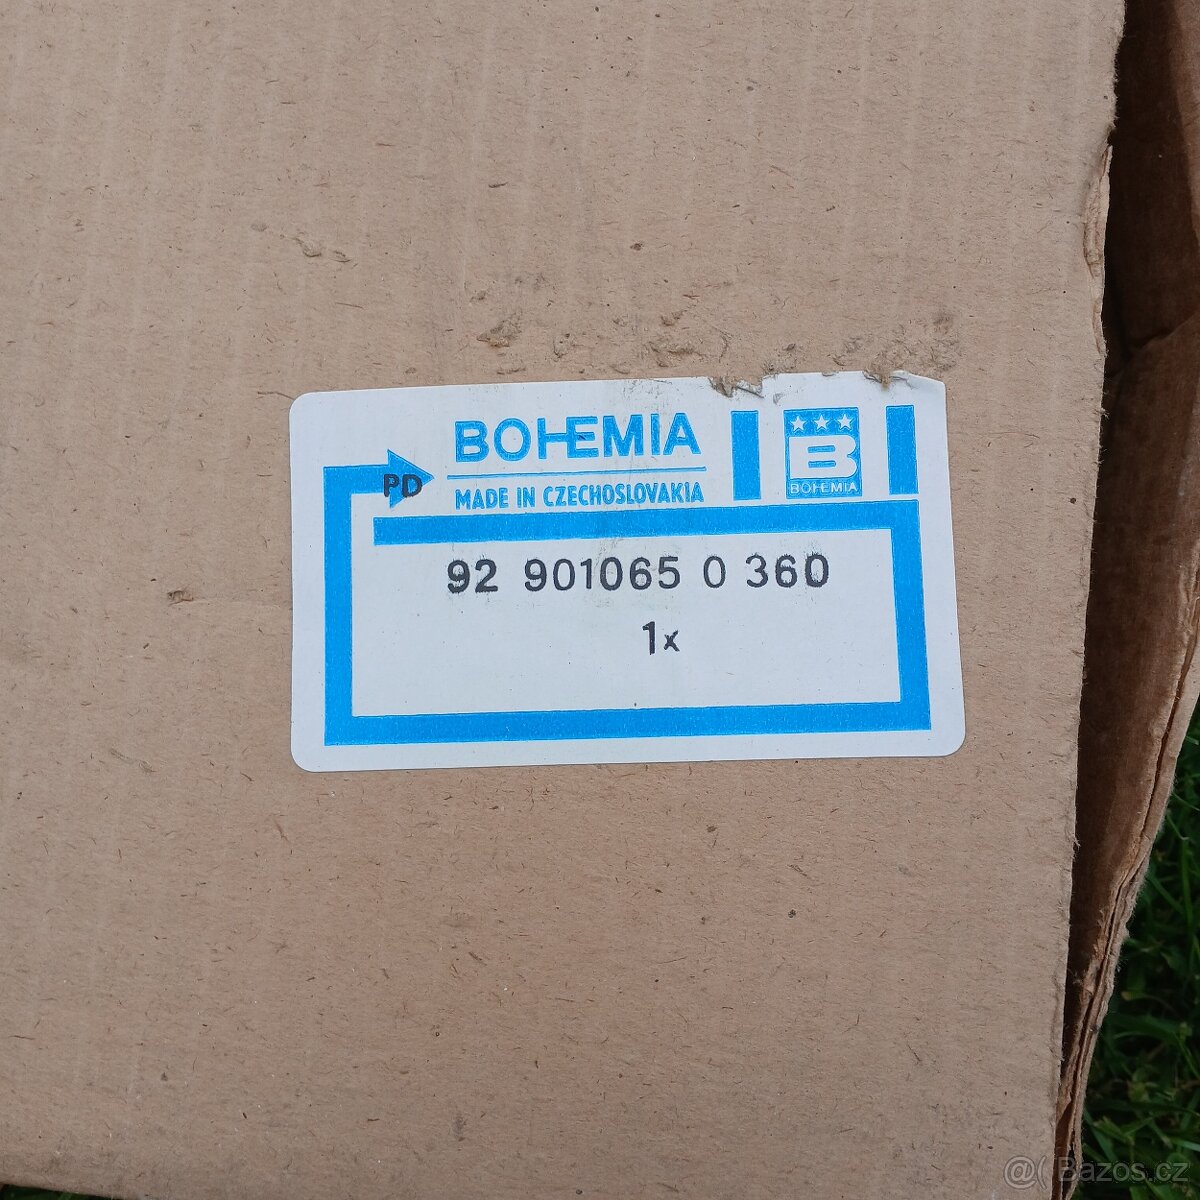 BOHEMIA
MADE IN CZECHOSLOVAKIA
PD
B
BOHEMIA
92 901065 0 360
1x
@( Bazos.cz